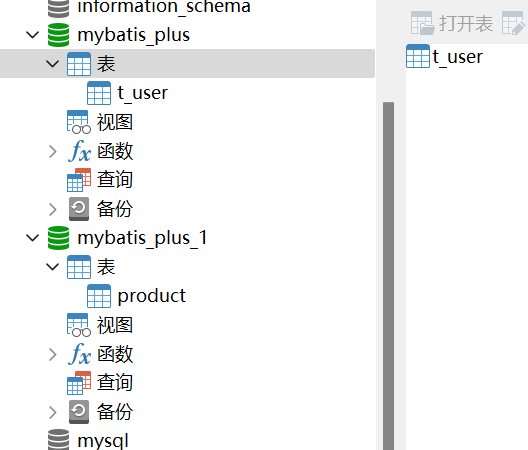 information_schema
mybatis_plus
表
t_user
视图
函数
查询
备份
mybatis_plus_1
表
product
视图
函数
查询
备份
mysql
打开表
t_user